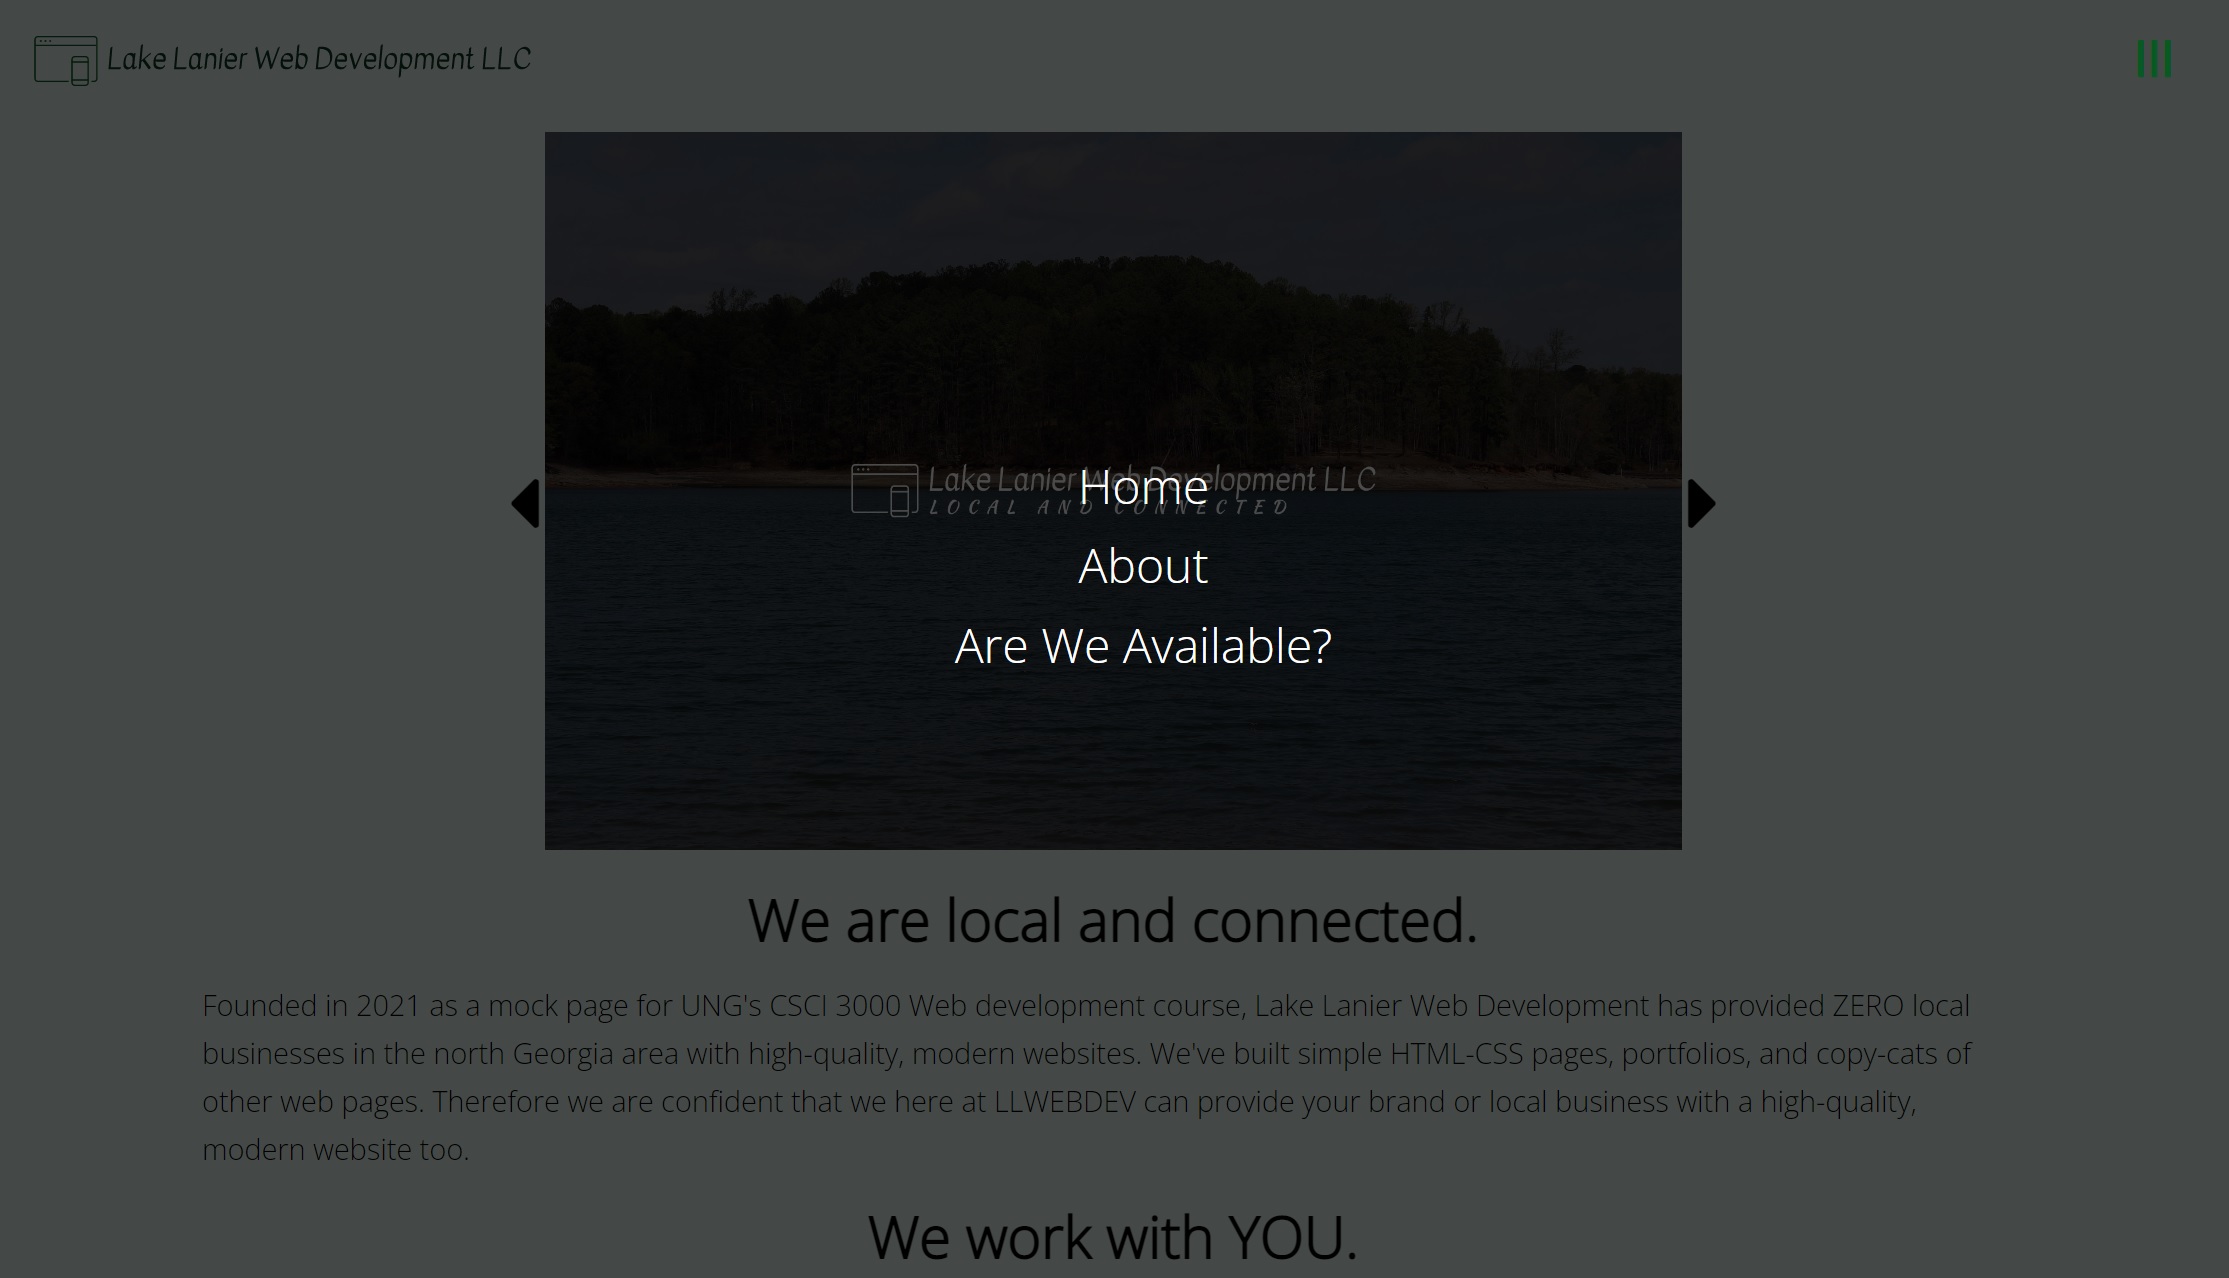 Lake Lanier Web Development LLC
Lake Lanier Web Development LLC
LOCAL AND CONNECTED
Home
About
Are We Available?
We are local and connected.
Founded in 2021 as a mock page for UNG's CSCI 3000 Web development course, Lake Lanier Web Development has provided ZERO local
businesses in the north Georgia area with high-quality, modern websites. We've built simple HTML-CSS pages, portfolios, and copy-cats of
other web pages. Therefore we are confident that we here at LLWEBDEV can provide your brand or local business with a high-quality,
modern website too.
We work with YOU.